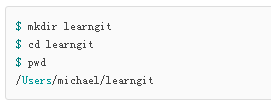 $ mkdir learngit
$ cd learngit
$ pwd
/Users/michael/learngit